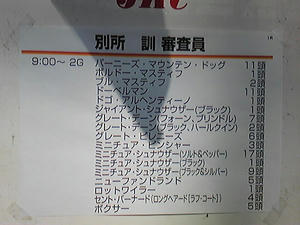 JKC
別所 訓 審査員
9:00～ 2G バーニーズ・マウンテン・ドッグ 11頭
ボルドー・マスティフ 1頭
ブル・マスティフ 2頭
ドーベルマン 11頭
ドゴ・アルヘンティーノ 1頭
ジャイアント・シュナウザー(ブラック) 1頭
グレート・デーン(フォーン、ブリンドル) 7頭
グレート・デーン(ブラック、ハールクイン) 2頭
グレート・ピレニーズ 6頭
ミニチュア・ピンシャー 3頭
ミニチュア・シュナウザー(ソルト&ペッパー) 17頭
ミニチュア・シュナウザー(ブラック) 1頭
ミニチュア・シュナウザー(ブラック&シルバー) 9頭
ニューファンドランド 5頭
ロットワイラー 1頭
セント・バーナード(ロングヘアード[ラフ・コート]) 4頭
ボクサー 5頭